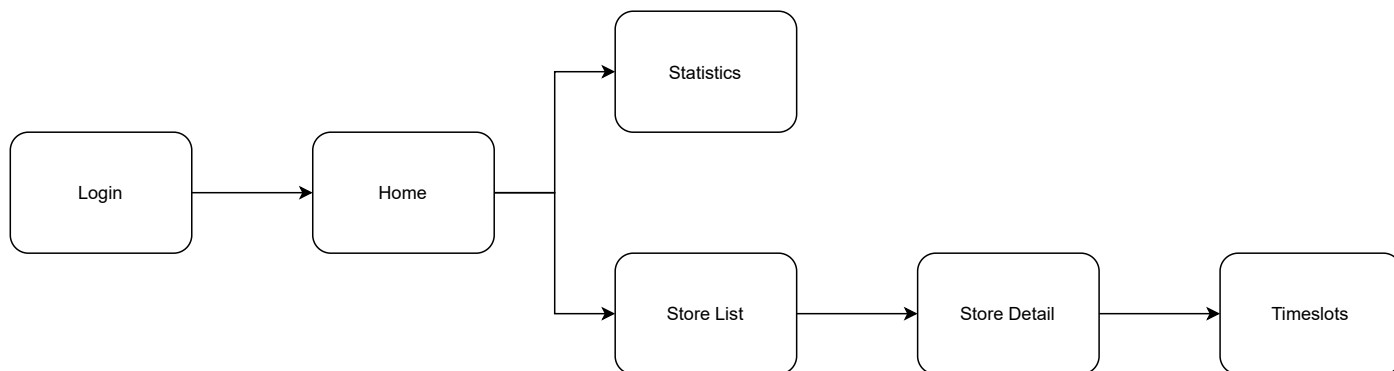 Statistics
Login
Home
Store List
Store Detail
Timeslots